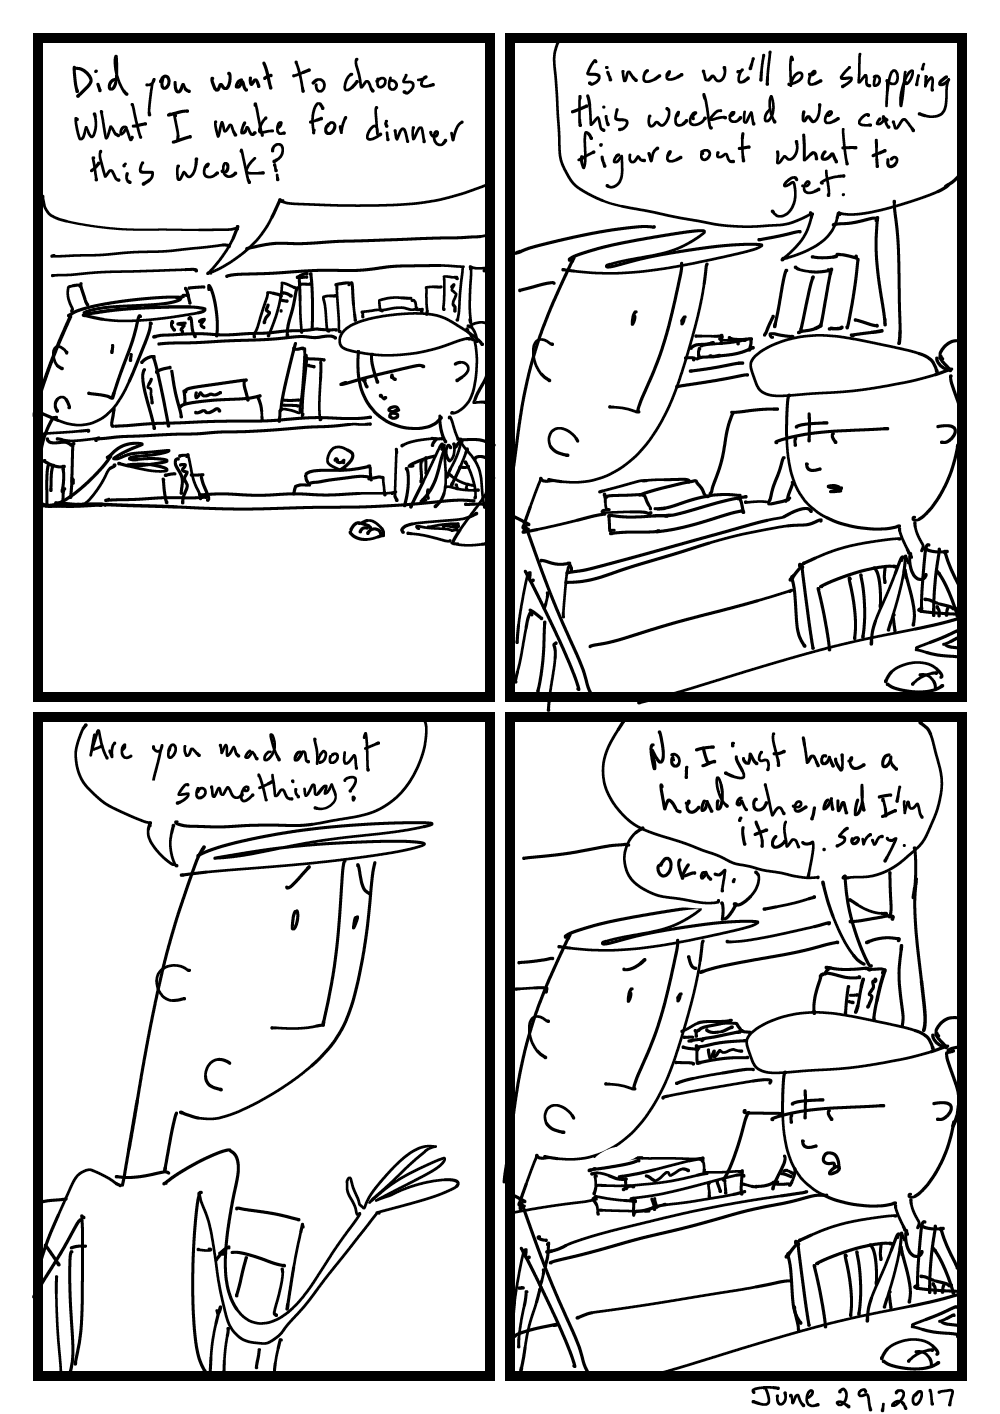 Did you want to choose
what I make for dinner
this week?
Since we'll be shopping
this weekend we can
figure out what to
get.
Are you mad about
something?
No, I just have a
headache, and I'm
itchy. Sorry.
Okay.
June 29, 2017